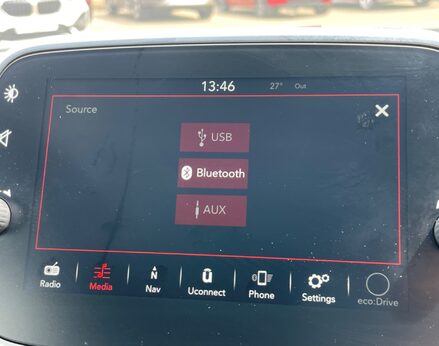 13:46 27° Out
Source
USB
Bluetooth
AUX
Radio Media N Nav Uconnect Phone Settings eco:Drive